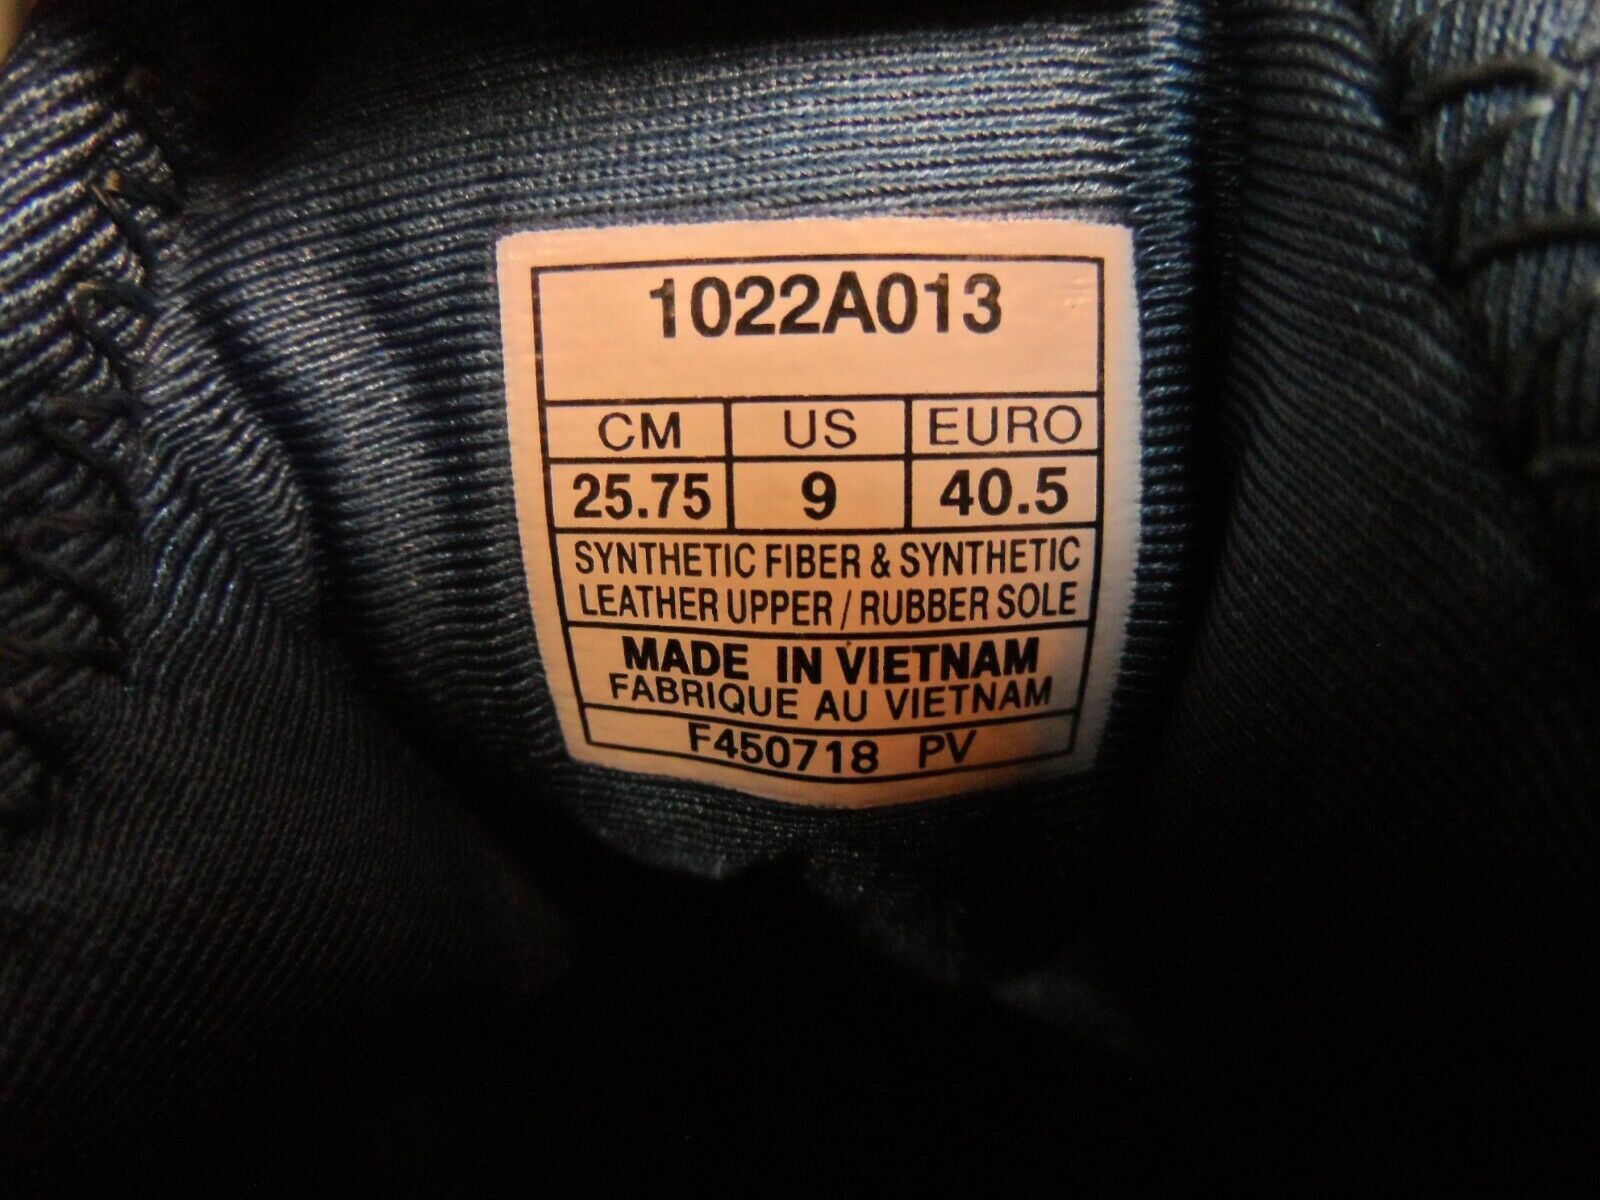 1022A013
CM US EURO
25.75 9 40.5
SYNTHETIC FIBER & SYNTHETIC
LEATHER UPPER / RUBBER SOLE
MADE IN VIETNAM
FABRIQUE AU VIETNAM
F450718 PV